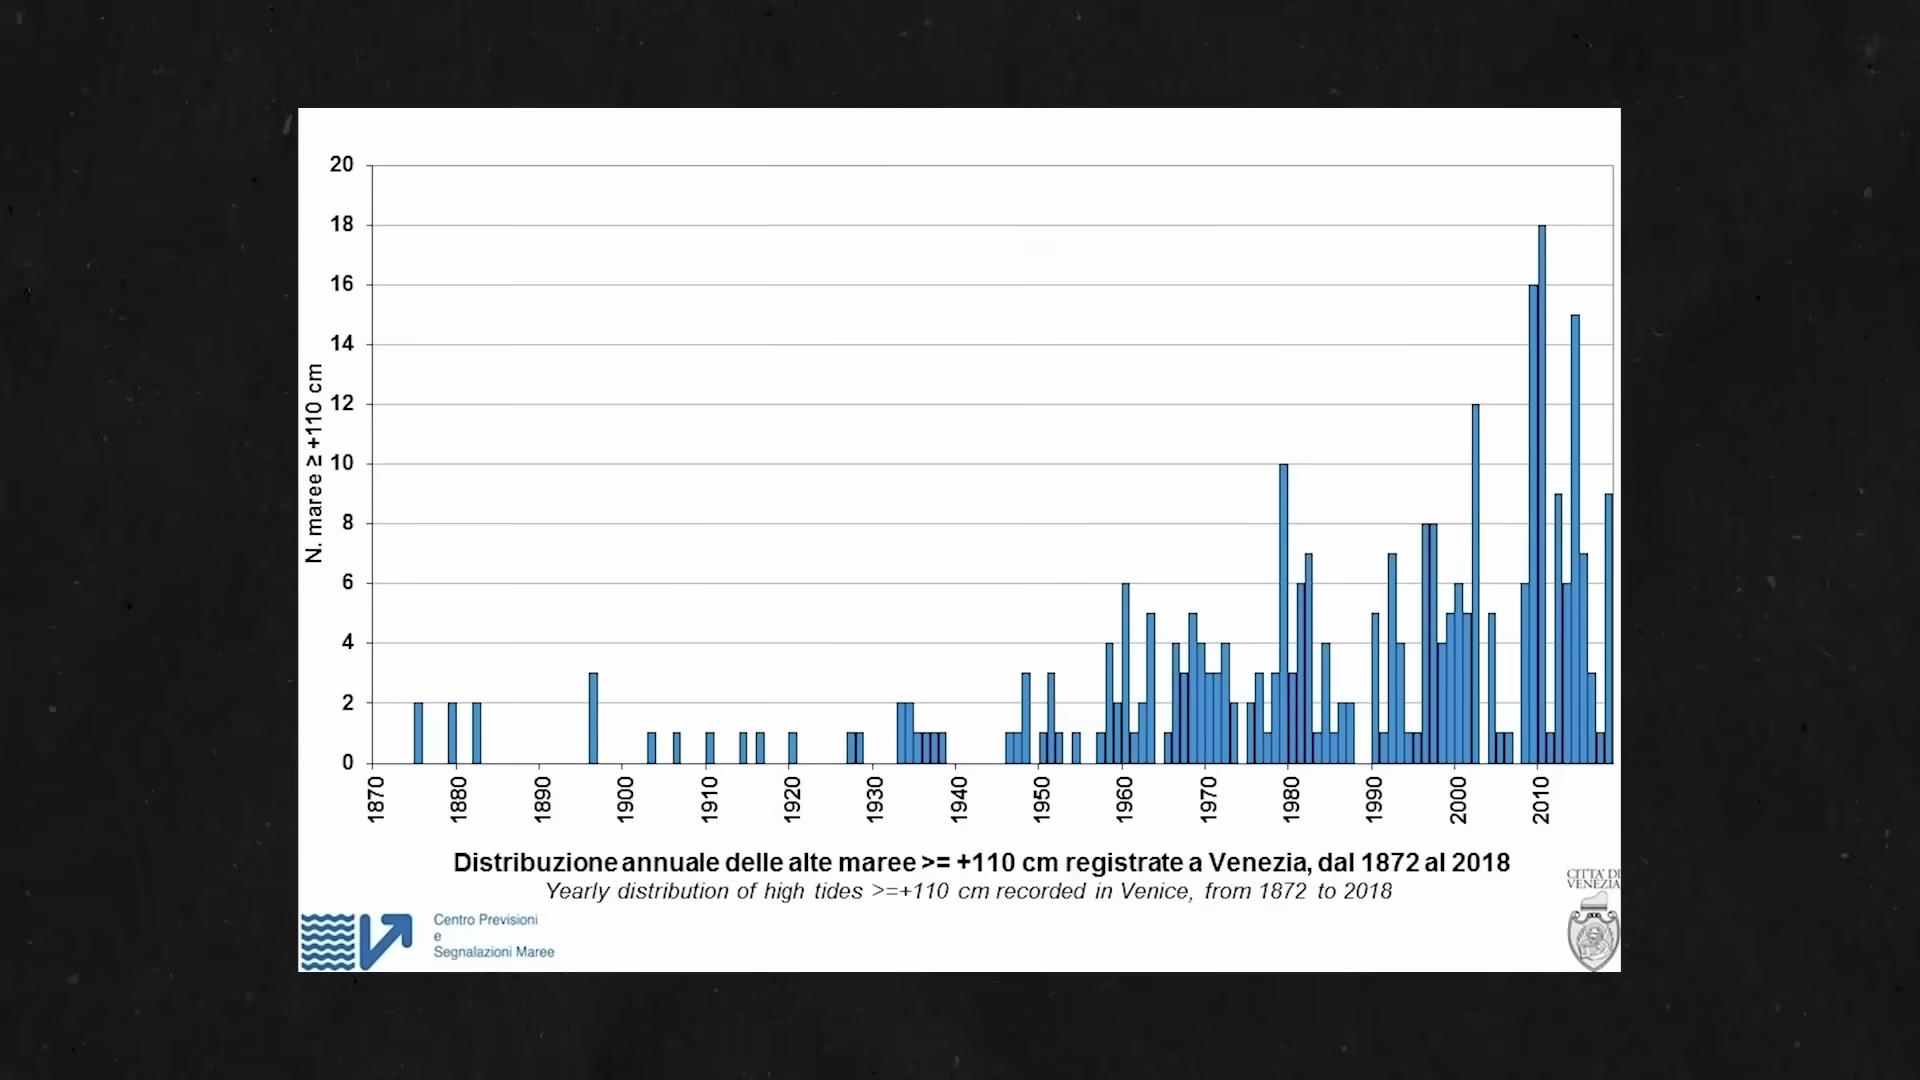 20
18
16
14
12
10
8
6
4
2
0
N. maree ≥ +110 cm
1870 1880 1890 1900 1910 1920 1930 1940 1950 1960 1970 1980 1990 2000 2010
Distribuzione annuale delle alte maree >= +110 cm registrate a Venezia, dal 1872 al 2018
Yearly distribution of high tides >=+110 cm recorded in Venice, from 1872 to 2018
Centro Previsioni
e
Segnalazioni Maree
CITTA' DI
VENEZIA